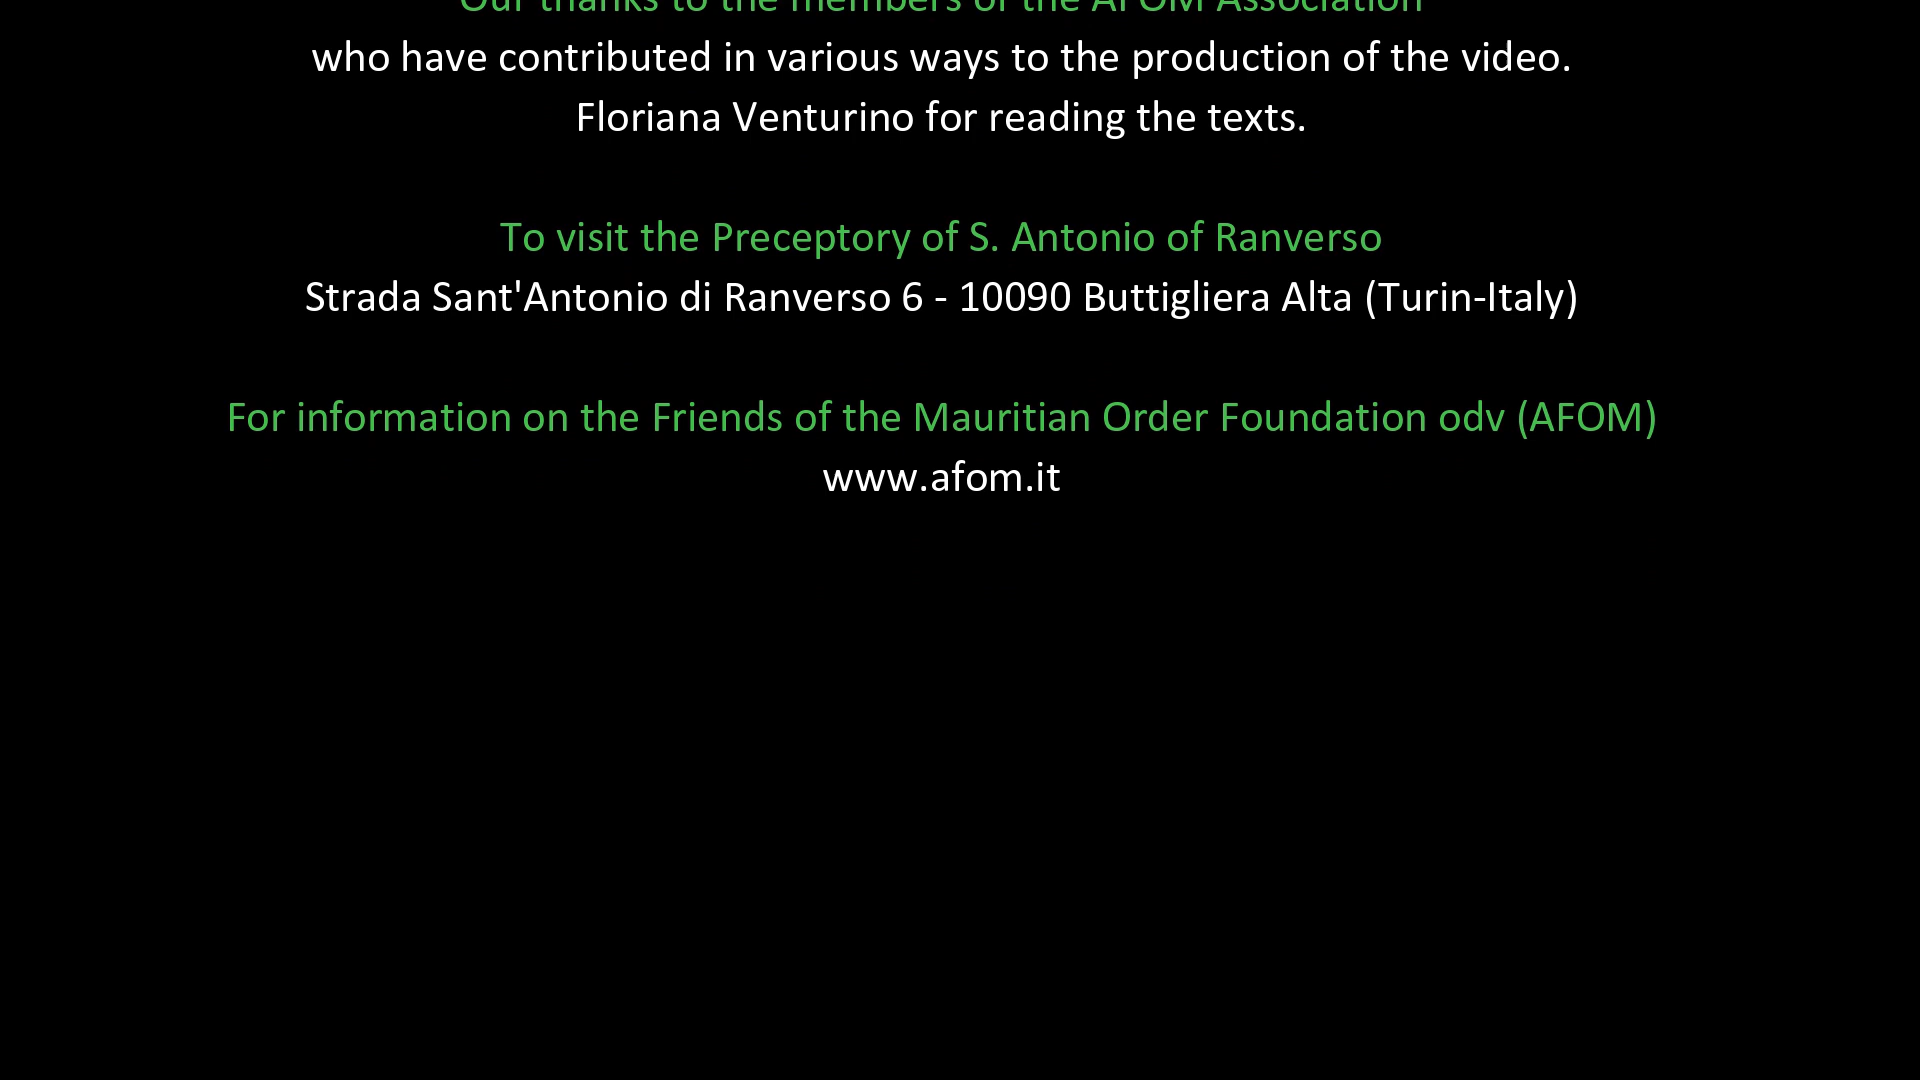 Our thanks to the members of the AFOM Association
who have contributed in various ways to the production of the video.
Floriana Venturino for reading the texts.
To visit the Preceptory of S. Antonio of Ranverso
Strada Sant'Antonio di Ranverso 6 - 10090 Buttigliera Alta (Turin-Italy)
For information on the Friends of the Mauritian Order Foundation odv (AFOM)
www.afom.it